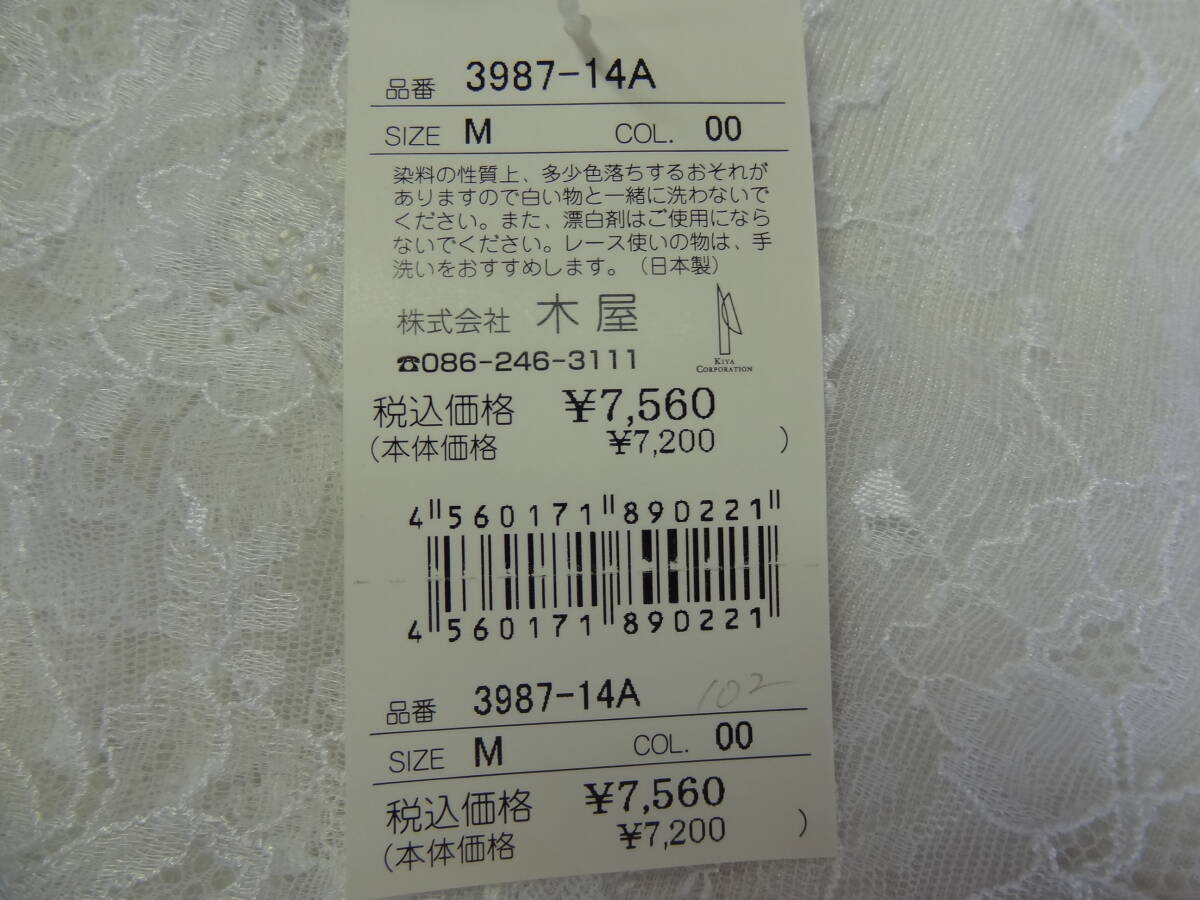 品番 3987-14A
SIZE M COL. 00
染料の性質上、多少色落ちするおそれが
ありますので白い物と一緒に洗わないで
ください。また、漂白剤はご使用になら
ないでください。レース使いの物は、手
洗いをおすすめします。（日本製）
株式会社 木屋
☎086-246-3111
KIYA
CORPORATION
税込価格 ¥7,560
(本体価格 ¥7,200 )
4 560171 890221
4 560171 890221
品番 3987-14A 102
SIZE M COL. 00
税込価格 ¥7,560
(本体価格 ¥7,200 )